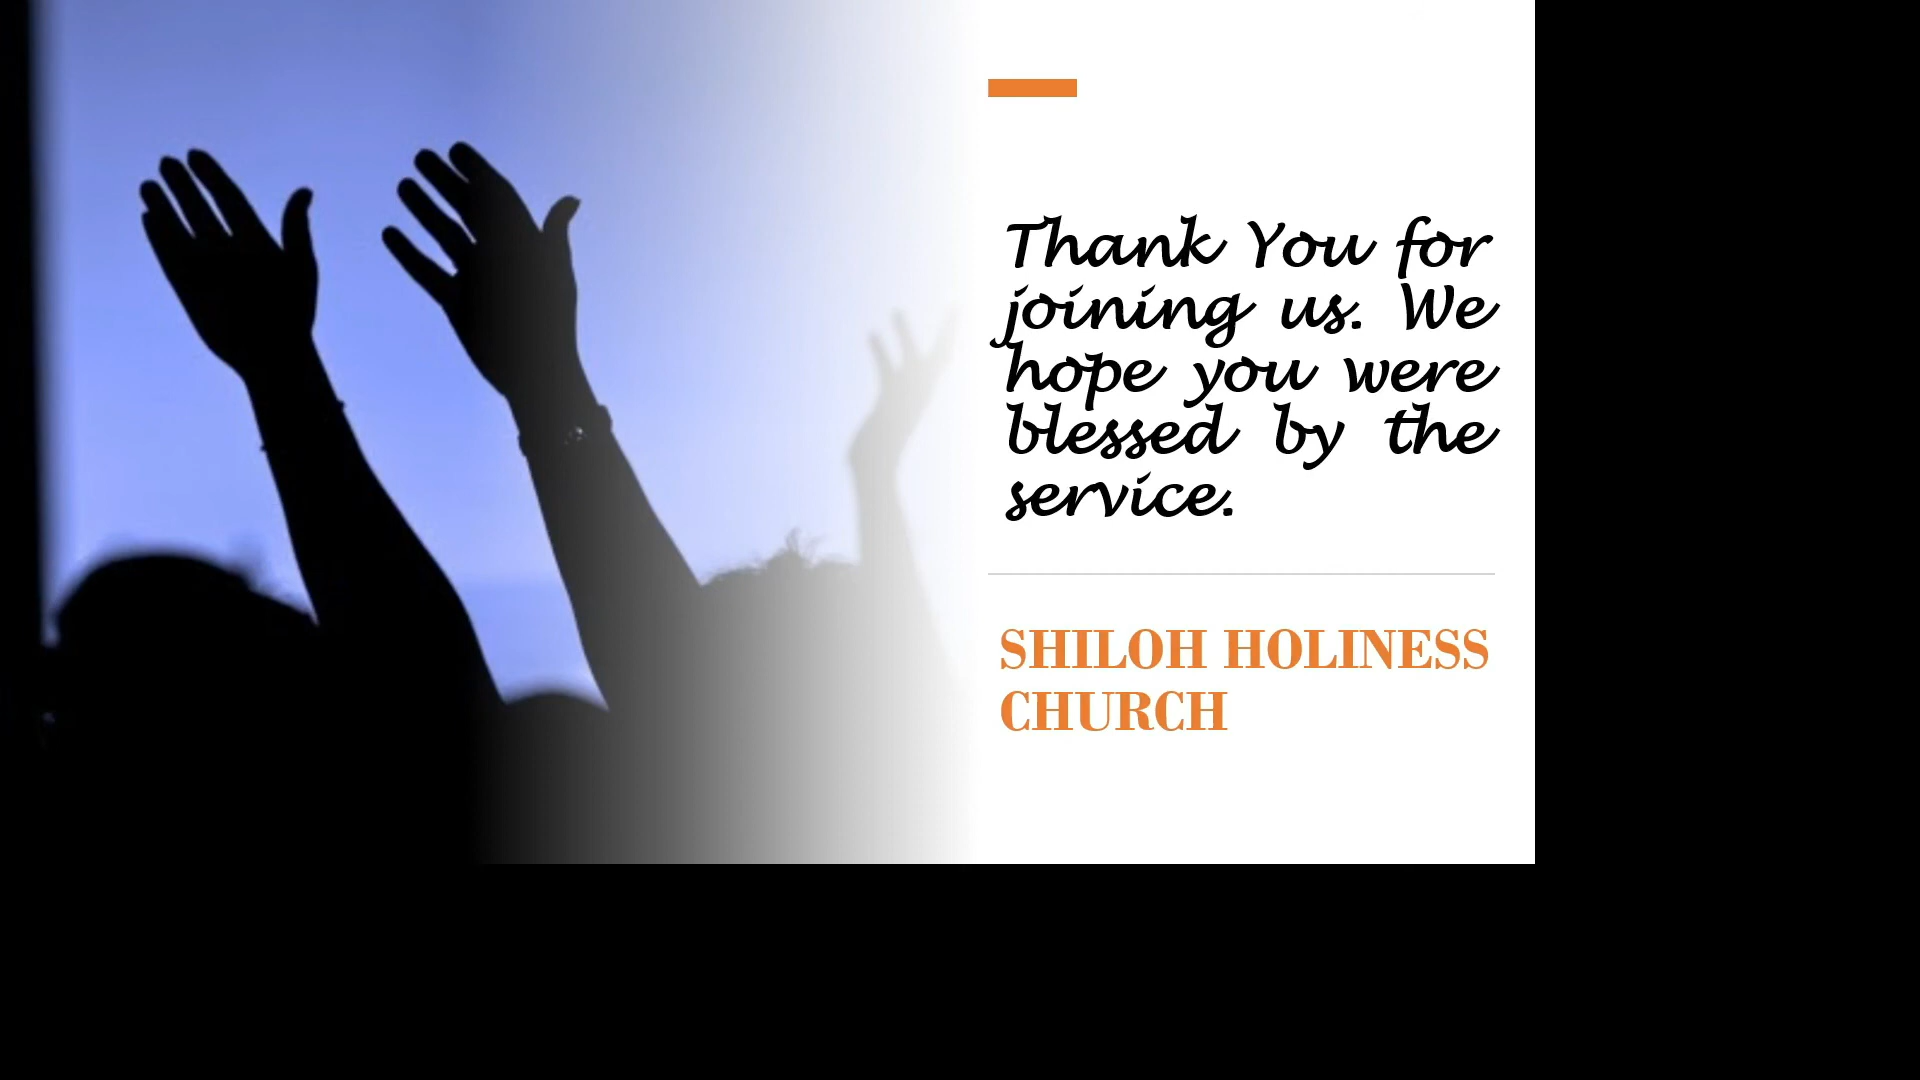 Thank You for
joining us. We
hope you were
blessed by the
service.
SHILOH HOLINESS
CHURCH